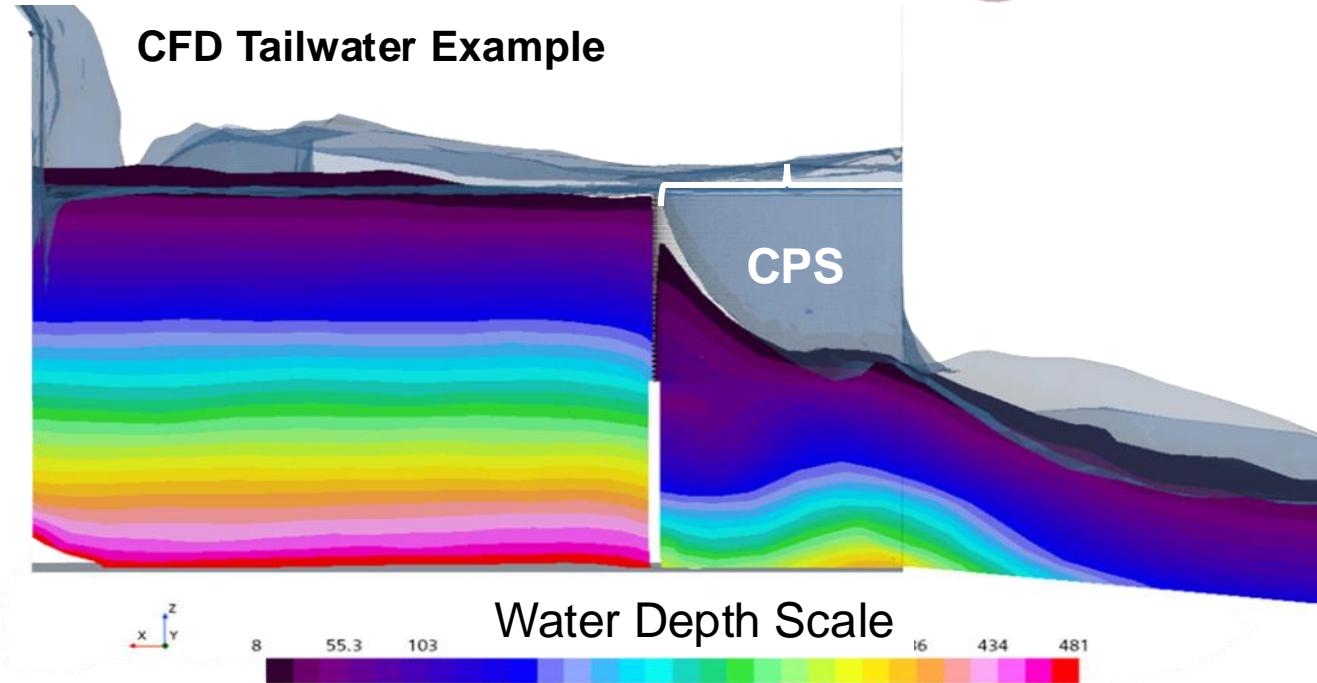 CFD Tailwater Example
CPS
Z
X
Y
Water Depth Scale
8 55.3 103 434 481